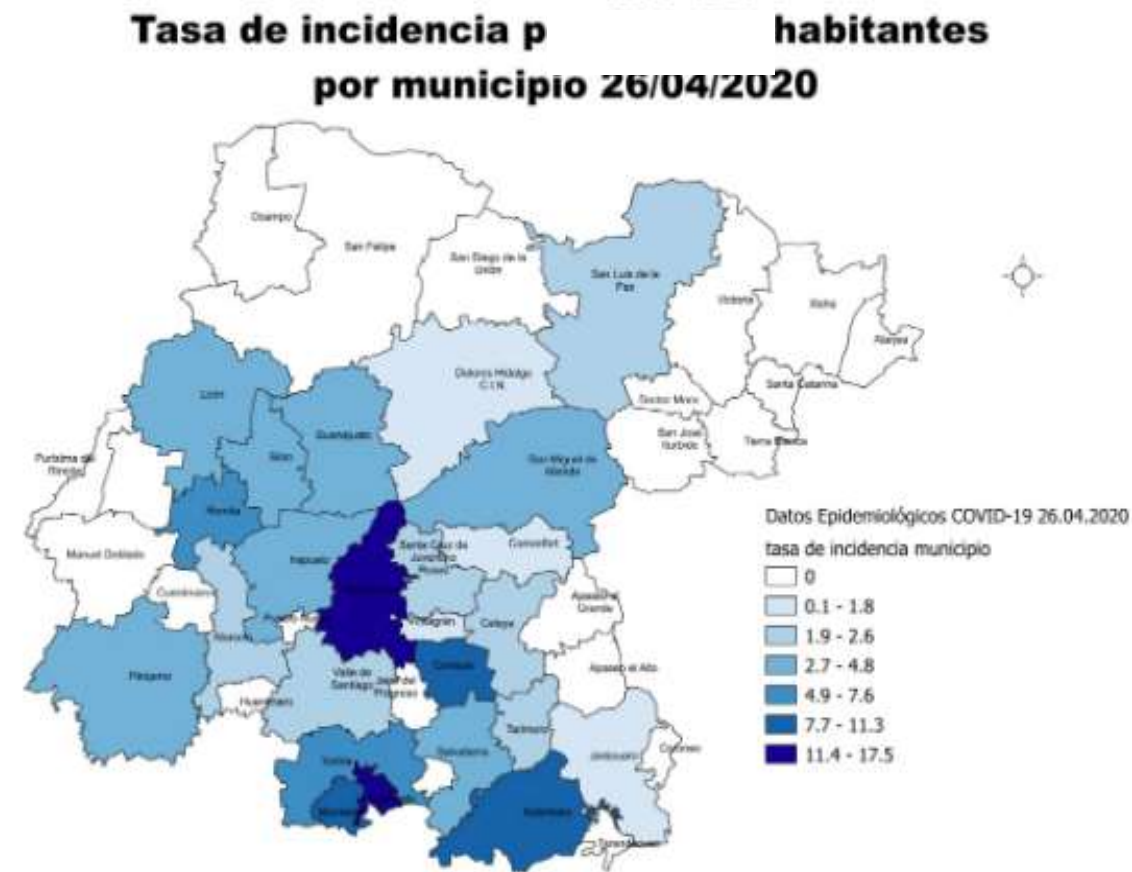 Tasa de incidencia p habitantes
por municipio 26/04/2020
Ocampo
San Felipe
San Diego de la
Unión
San Luis de la
Paz
Victoria
Xichú
Atarjea
Dolores Hidalgo
C.I.N.
Santa Catarina
Doctor Mora
León
San José
Iturbide
Tierra Blanca
Guanajuato
Silao
Purísima del
Rincón
San Miguel de
Allende
Romita
Datos Epidemiológicos COVID-19 26.04.2020
tasa de incidencia municipio
0
0.1 - 1.8
1.9 - 2.6
2.7 - 4.8
4.9 - 7.6
7.7 - 11.3
11.4 - 17.5
Manuel Doblado
Irapuato
Santa Cruz de
Juventino
Rosas
Comonfort
Cuerámaro
Apaseo el
Grande
Villagrán
Celaya
Abasolo
Pénjamo
Valle de
Santiago
Jaral del
Progreso
Cortazar
Apaseo el Alto
Huanímaro
Salvatierra
Jerécuaro
Coroneo
Yuriria
Tarandacuao